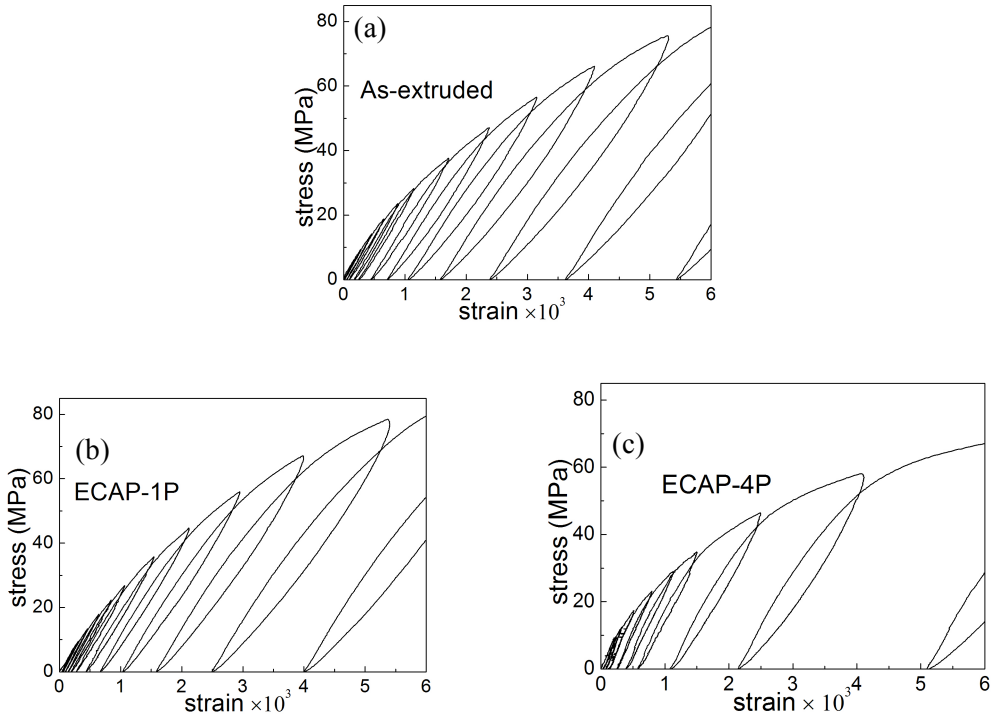 (a)
As-extruded
stress (MPa)
80
60
40
20
0
0 1 2 3 4 5 6
strain ×10³
(b)
ECAP-1P
stress (MPa)
80
60
40
20
0
0 1 2 3 4 5 6
strain ×10³
(c)
ECAP-4P
stress (MPa)
80
60
40
20
0
0 1 2 3 4 5 6
strain ×10³